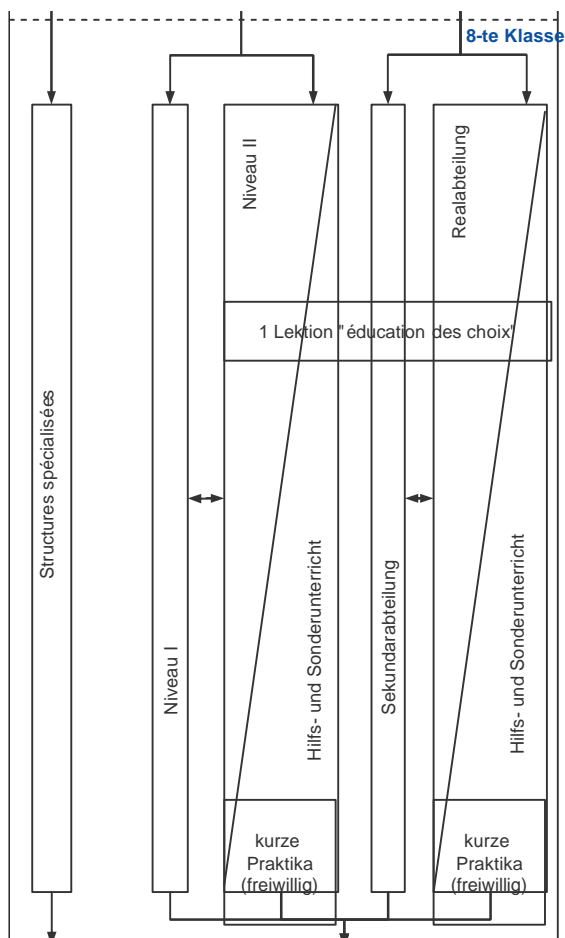 8-te Klasse
Niveau II
Realabteilung
1 Lektion "éducation des choix"
Structures spécialisées
Niveau I
Hilfs- und Sonderunterricht
Sekundarabteilung
Hilfs- und Sonderunterricht
kurze
Praktika
(freiwillig)
kurze
Praktika
(freiwillig)